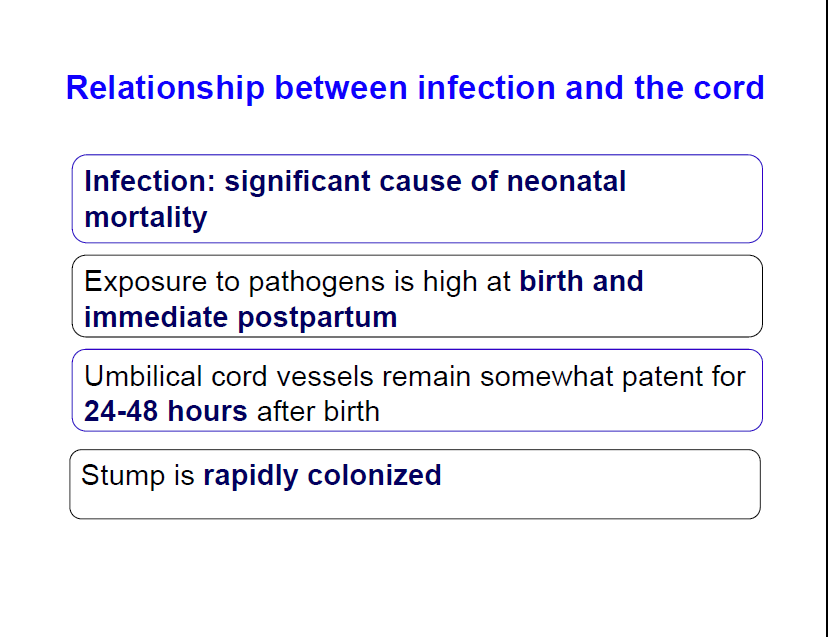 Relationship between infection and the cord
Infection: significant cause of neonatal
mortality
Exposure to pathogens is high at birth and
immediate postpartum
Umbilical cord vessels remain somewhat patent for
24-48 hours after birth
Stump is rapidly colonized